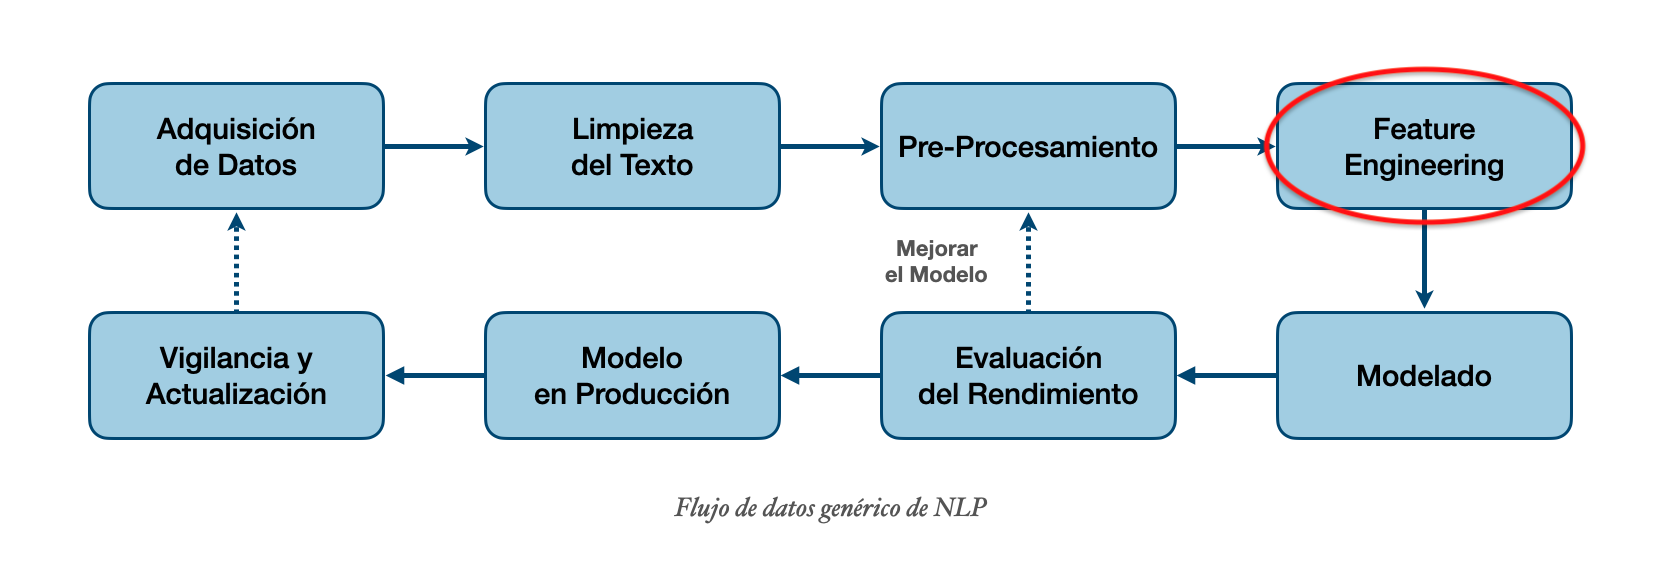 Adquisición
de Datos
Limpieza
del Texto
Pre-Procesamiento
Feature
Engineering
Mejorar
el Modelo
Vigilancia y
Actualización
Modelo
en Producción
Evaluación
del Rendimiento
Modelado
Flujo de datos genérico de NLP